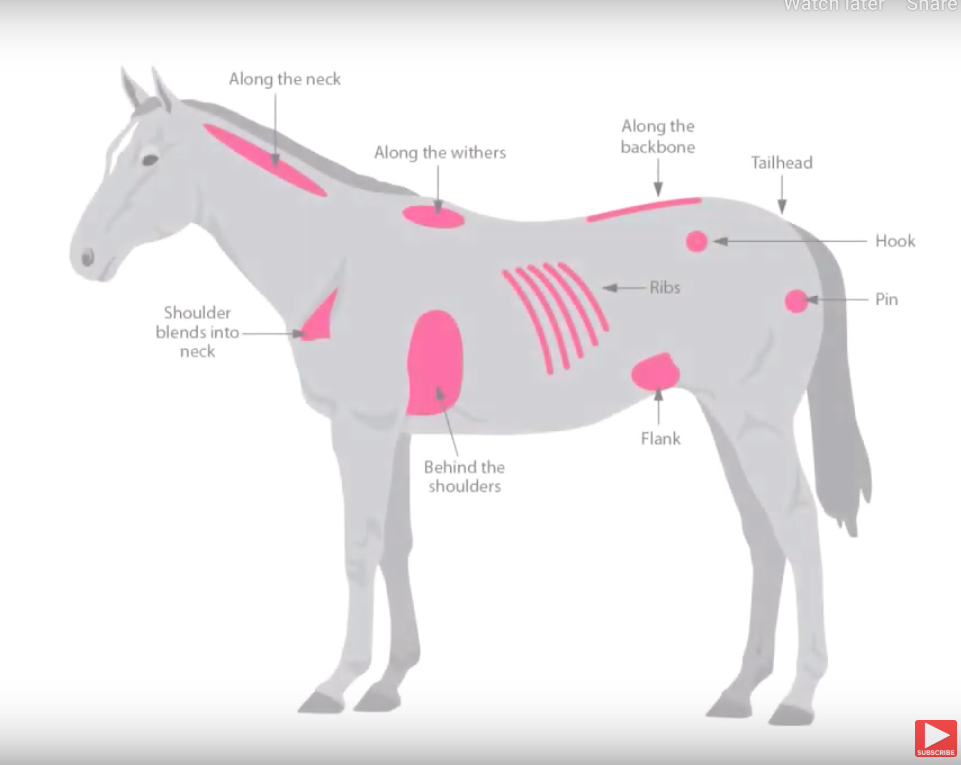 Watch later Share
Along the neck
Along the withers
Along the
backbone
Tailhead
Hook
Pin
Ribs
Shoulder
blends into
neck
Flank
Behind the
shoulders
SUBSCRIBE